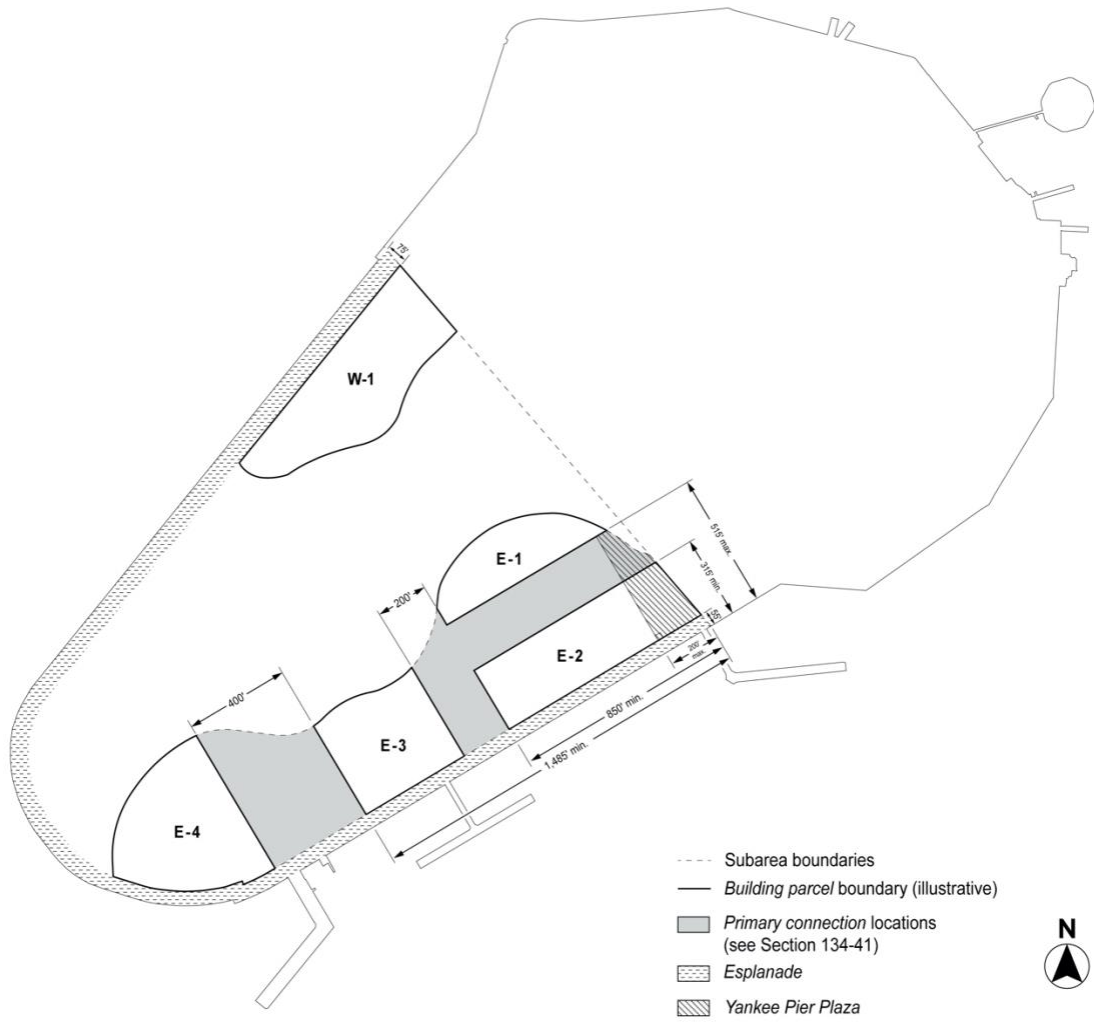 75'
W-1
515' max.
E-1
315' min.
200'
55'
E-2
200'
max.
400'
850' min.
E-3
1,485' min.
E-4
Subarea boundaries
Building parcel boundary (illustrative)
Primary connection locations
(see Section 134-41)
N
Esplanade
Yankee Pier Plaza